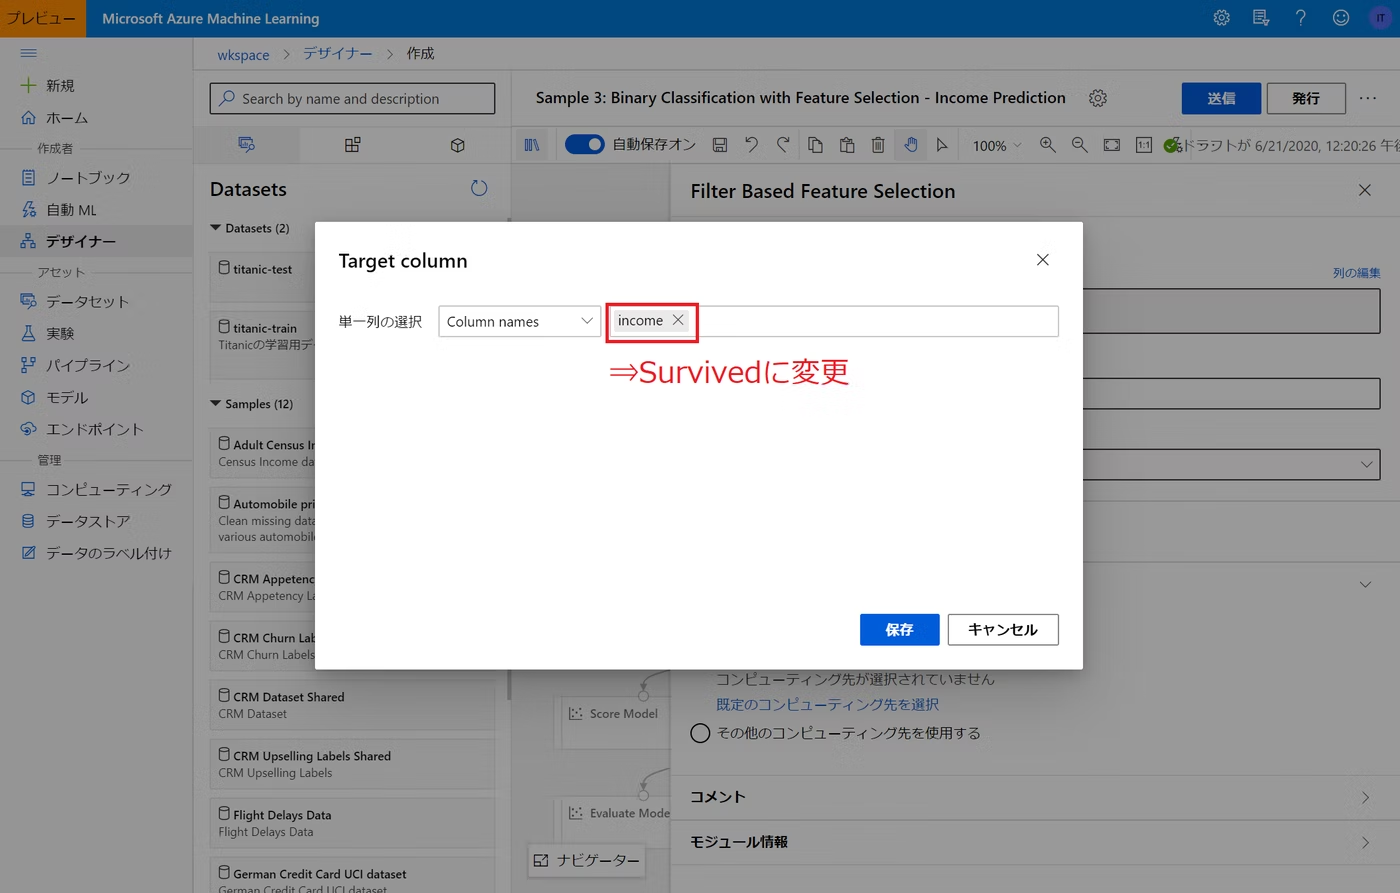 プレビュー
Microsoft Azure Machine Learning
IT
wkspace > デザイナー > 作成
新規
ホーム
作成者
ノートブック
自動 ML
デザイナー
アセット
データセット
実験
パイプライン
モデル
エンドポイント
管理
コンピューティング
データストア
データのラベル付け
Search by name and description
Sample 3: Binary Classification with Feature Selection - Income Prediction
送信
発行
自動保存オン
100%
1:1
ドラフトが 6/21/2020, 12:20:26 午
Datasets
Datasets (2)
titanic-test
titanic-train
Titanicの学習用デ
Samples (12)
Adult Census I
Census Income da
Automobile pri
Clean missing data
various automobil
CRM Appetenc
CRM Appetency La
CRM Churn Lab
CRM Churn Labels
CRM Dataset Shared
CRM Dataset
CRM Upselling Labels Shared
CRM Upselling Labels
Flight Delays Data
Flight Delays Data
German Credit Card UCI dataset
German Credit Card UCI dataset
Filter Based Feature Selection
列の編集
Target column
単一列の選択
Column names
income
⇒Survivedに変更
保存
キャンセル
コンピューティング先が選択されていません
既定のコンピューティング先を選択
その他のコンピューティング先を使用する
Score Model
Evaluate Mode
ナビゲーター
コメント
モジュール情報